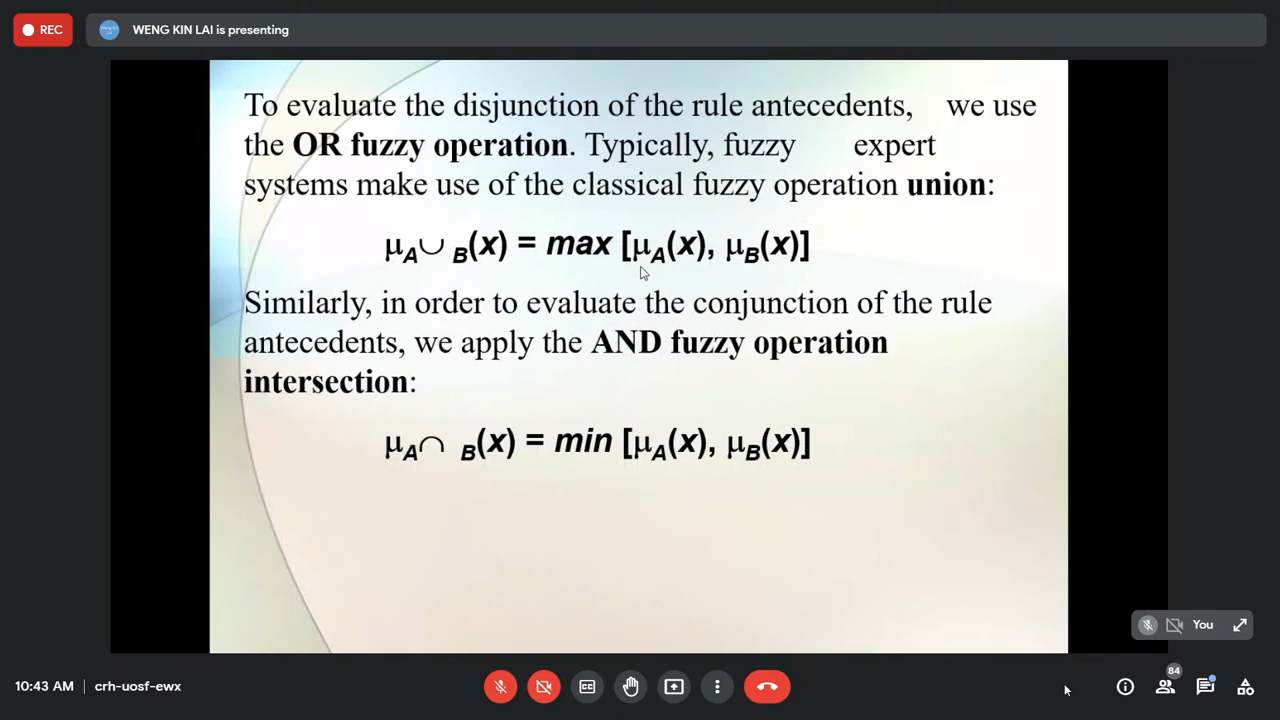 REC
WENG KIN LAI is presenting
To evaluate the disjunction of the rule antecedents, we use
the OR fuzzy operation. Typically, fuzzy expert
systems make use of the classical fuzzy operation union:
μA∪ B(x) = max [μA(x), μB(x)]
Similarly, in order to evaluate the conjunction of the rule
antecedents, we apply the AND fuzzy operation
intersection:
μA∩ B(x) = min [μA(x), μB(x)]
You
10:43 AM | crh-uosf-ewx
84